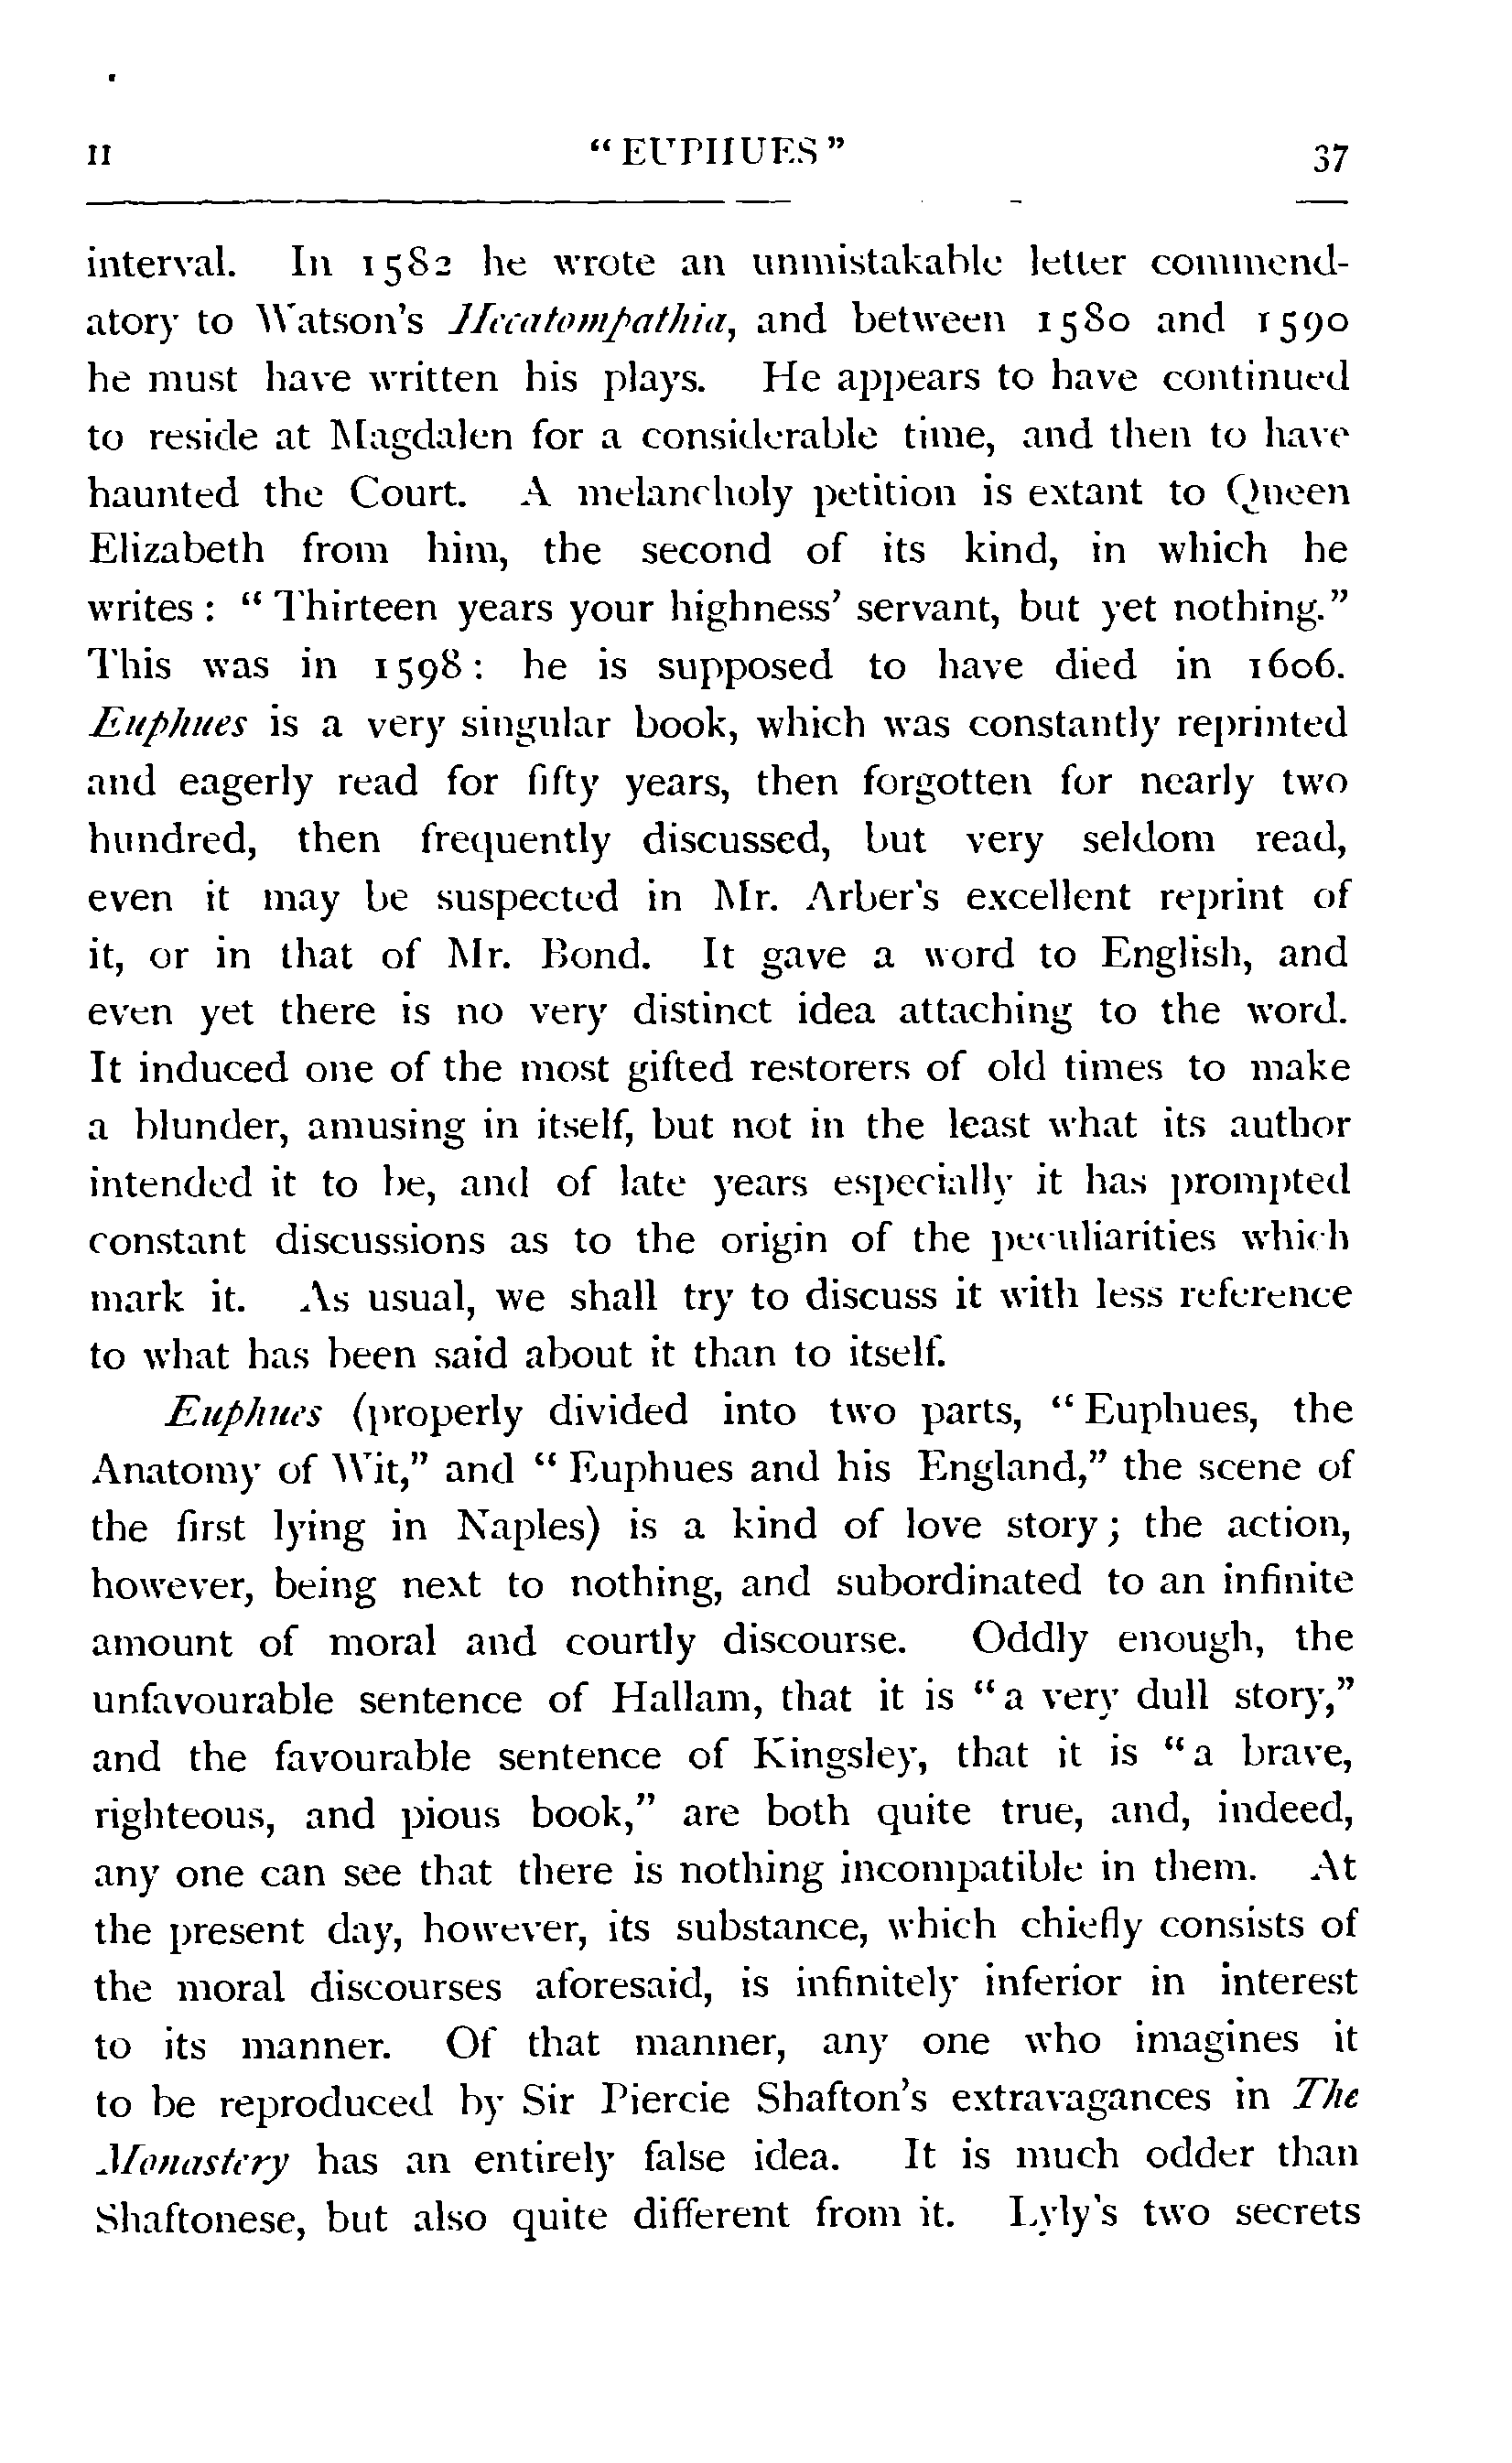 II "EUPHUES" 37
interval. In 1582 he wrote an unmistakable letter commend-
atory to Watson's Hecatompathia, and between 1580 and 1590
he must have written his plays. He appears to have continued
to reside at Magdalen for a considerable time, and then to have
haunted the Court. A melancholy petition is extant to Queen
Elizabeth from him, the second of its kind, in which he
writes: "Thirteen years your highness' servant, but yet nothing."
This was in 1598: he is supposed to have died in 1606.
Euphues is a very singular book, which was constantly reprinted
and eagerly read for fifty years, then forgotten for nearly two
hundred, then frequently discussed, but very seldom read,
even it may be suspected in Mr. Arber's excellent reprint of
it, or in that of Mr. Bond. It gave a word to English, and
even yet there is no very distinct idea attaching to the word.
It induced one of the most gifted restorers of old times to make
a blunder, amusing in itself, but not in the least what its author
intended it to be, and of late years especially it has prompted
constant discussions as to the origin of the peculiarities which
mark it. As usual, we shall try to discuss it with less reference
to what has been said about it than to itself.
Euphues (properly divided into two parts, "Euphues, the
Anatomy of Wit," and "Euphues and his England," the scene of
the first lying in Naples) is a kind of love story; the action,
however, being next to nothing, and subordinated to an infinite
amount of moral and courtly discourse. Oddly enough, the
unfavourable sentence of Hallam, that it is "a very dull story,"
and the favourable sentence of Kingsley, that it is "a brave,
righteous, and pious book," are both quite true, and, indeed,
any one can see that there is nothing incompatible in them. At
the present day, however, its substance, which chiefly consists of
the moral discourses aforesaid, is infinitely inferior in interest
to its manner. Of that manner, any one who imagines it
to be reproduced by Sir Piercie Shafton's extravagances in The
Monastery has an entirely false idea. It is much odder than
Shaftonese, but also quite different from it. Lyly's two secrets